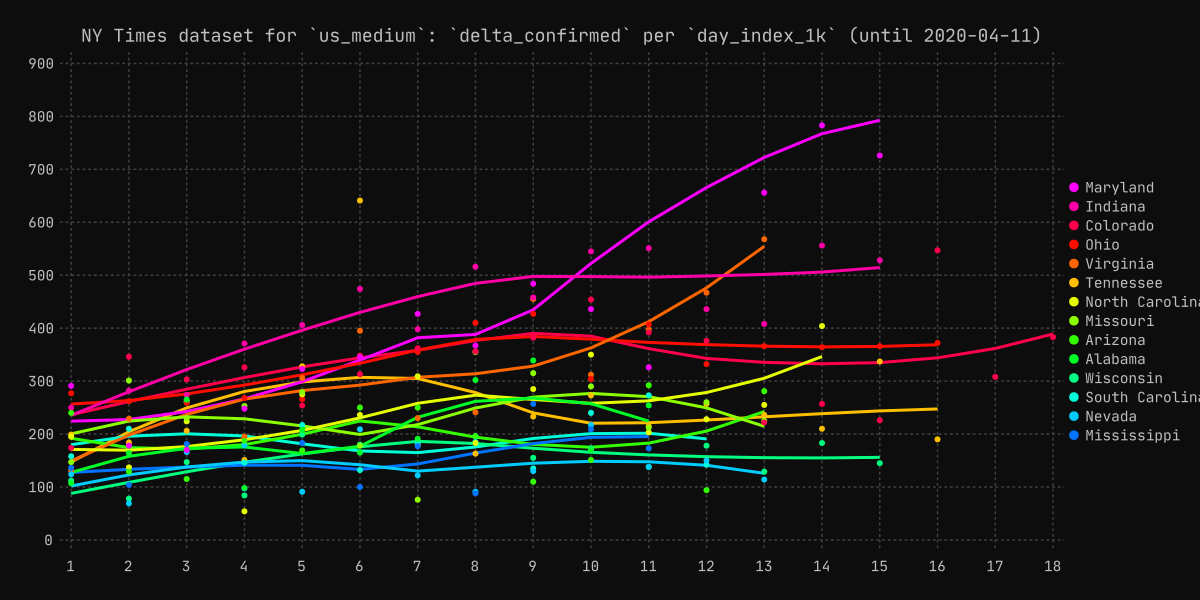 NY Times dataset for `us_medium`: `delta_confirmed` per `day_index_1k` (until 2020-04-11)
900
800
700
600
500
400
300
200
100
0
1 2 3 4 5 6 7 8 9 10 11 12 13 14 15 16 17 18
Maryland
Indiana
Colorado
Ohio
Virginia
Tennessee
North Carolina
Missouri
Arizona
Alabama
Wisconsin
South Carolina
Nevada
Mississippi